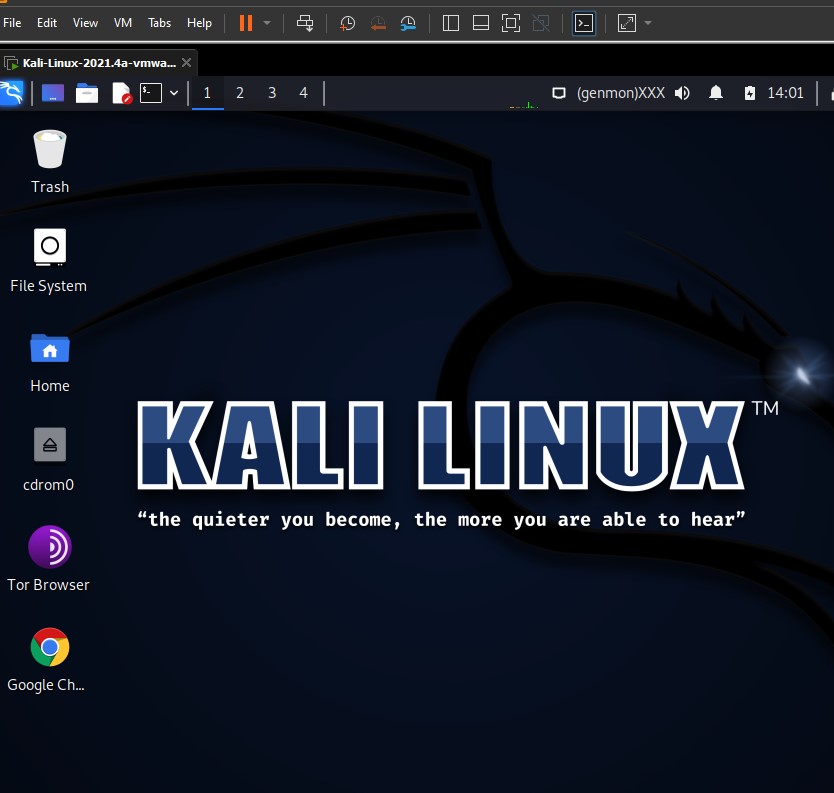 File Edit View VM Tabs Help
Kali-Linux-2021.4a-vmwa...
1 2 3 4 (genmon)XXX 14:01
Trash
File System
Home
KALI LINUX TM
“the quieter you become, the more you are able to hear”
cdrom0
Tor Browser
Google Ch...